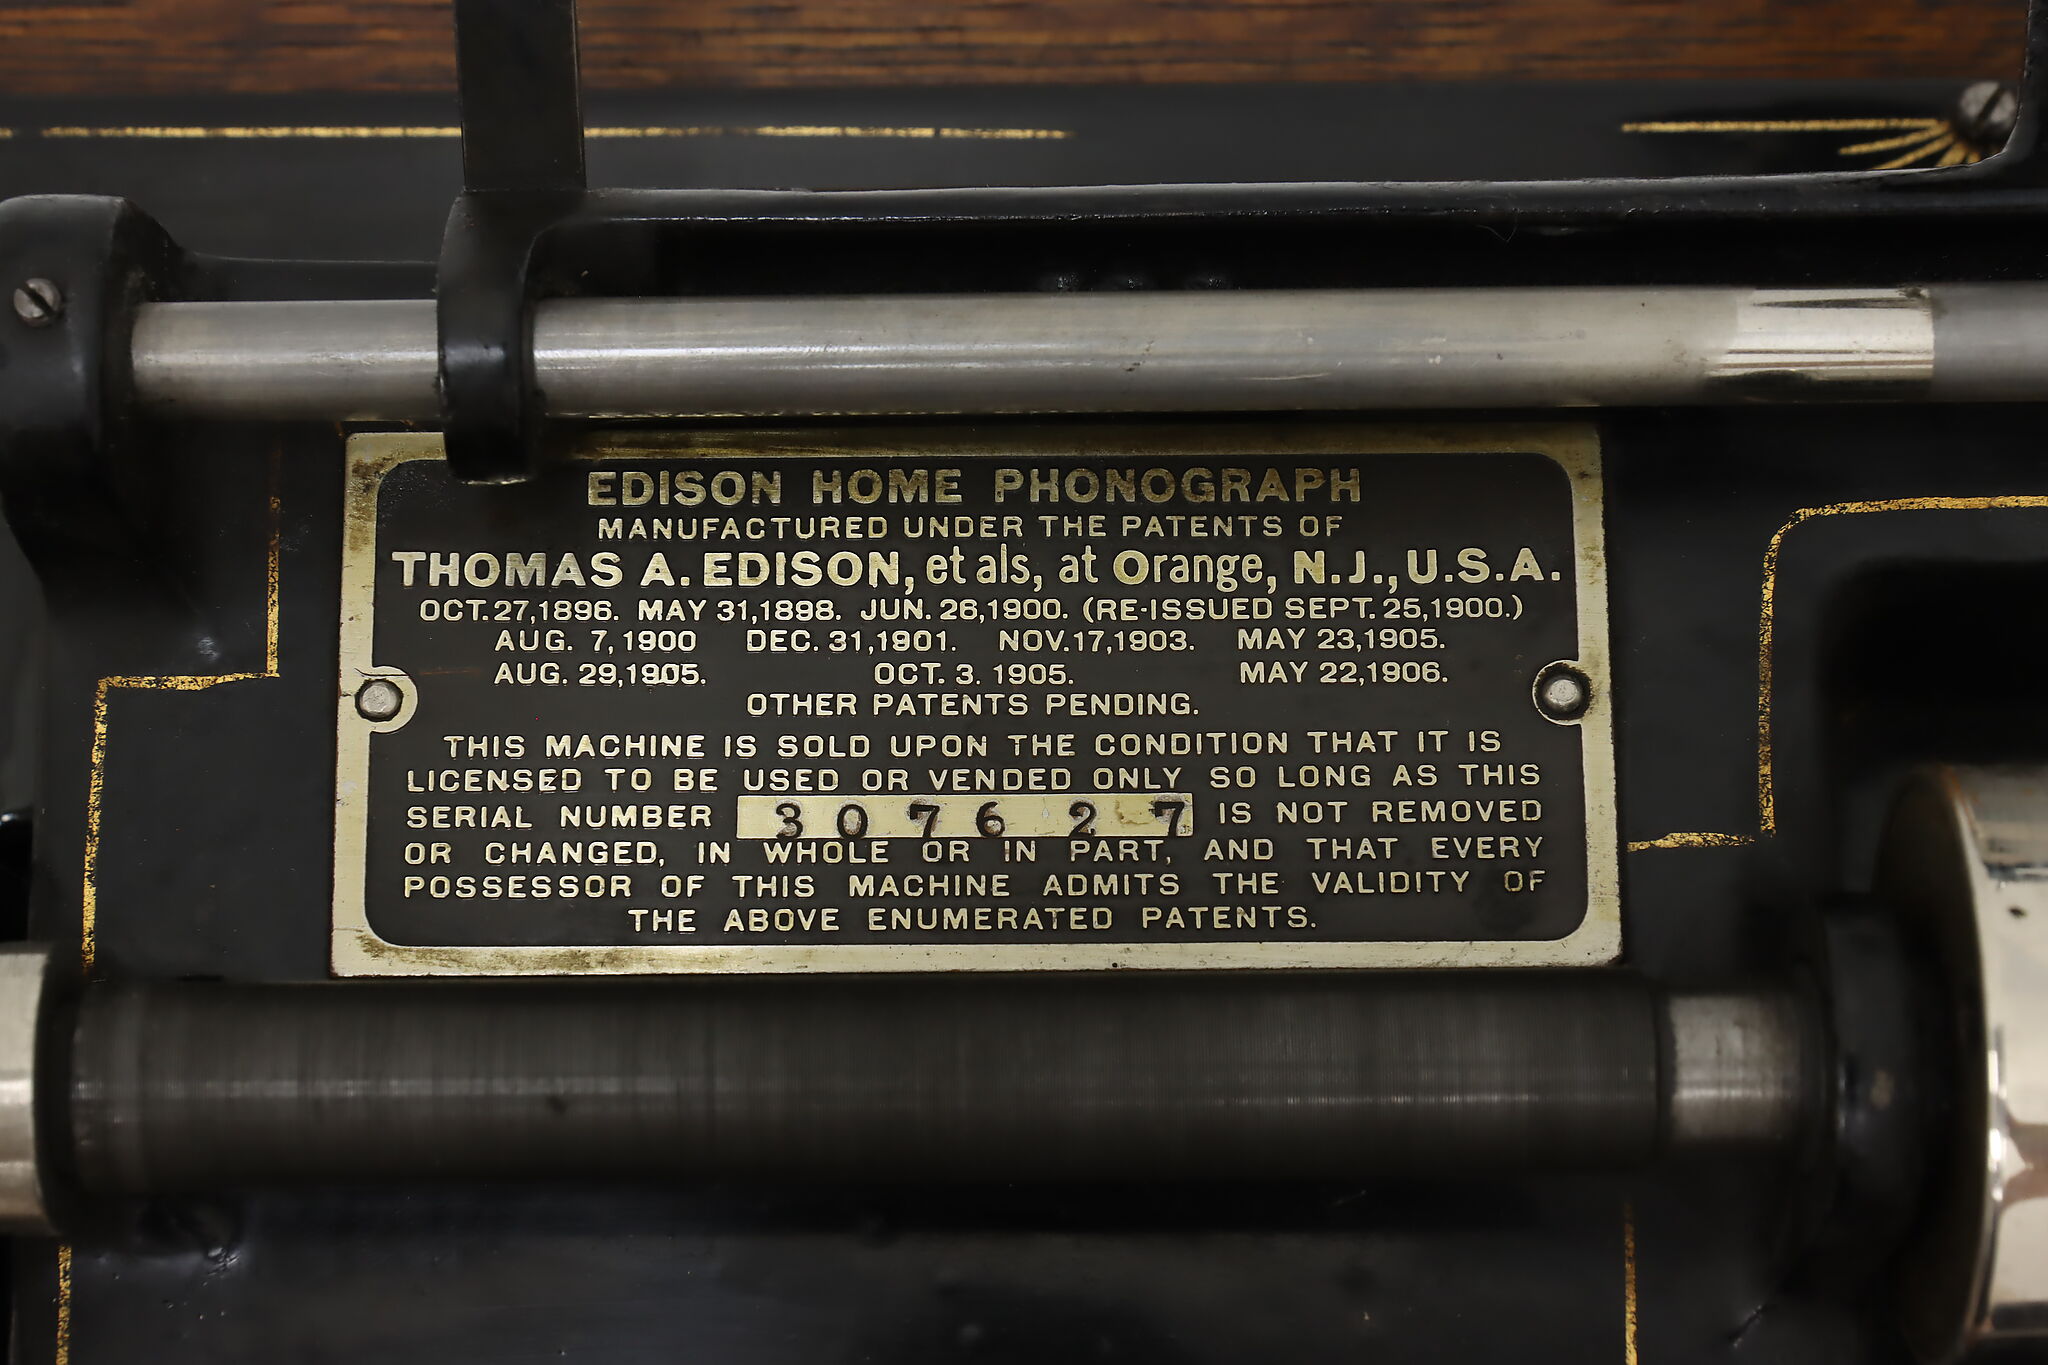 EDISON HOME PHONOGRAPH
MANUFACTURED UNDER THE PATENTS OF
THOMAS A. EDISON, et als, at Orange, N.J., U.S.A.
OCT. 27, 1896. MAY 31, 1898. JUN. 26, 1900. (RE-ISSUED SEPT. 25, 1900.)
AUG. 7, 1900 DEC. 31, 1901. NOV. 17, 1903. MAY 23, 1905.
AUG. 29, 1905. OCT. 3. 1905. MAY 22, 1906.
OTHER PATENTS PENDING.
THIS MACHINE IS SOLD UPON THE CONDITION THAT IT IS
LICENSED TO BE USED OR VENDED ONLY SO LONG AS THIS
SERIAL NUMBER 307627 IS NOT REMOVED
OR CHANGED, IN WHOLE OR IN PART, AND THAT EVERY
POSSESSOR OF THIS MACHINE ADMITS THE VALIDITY OF
THE ABOVE ENUMERATED PATENTS.